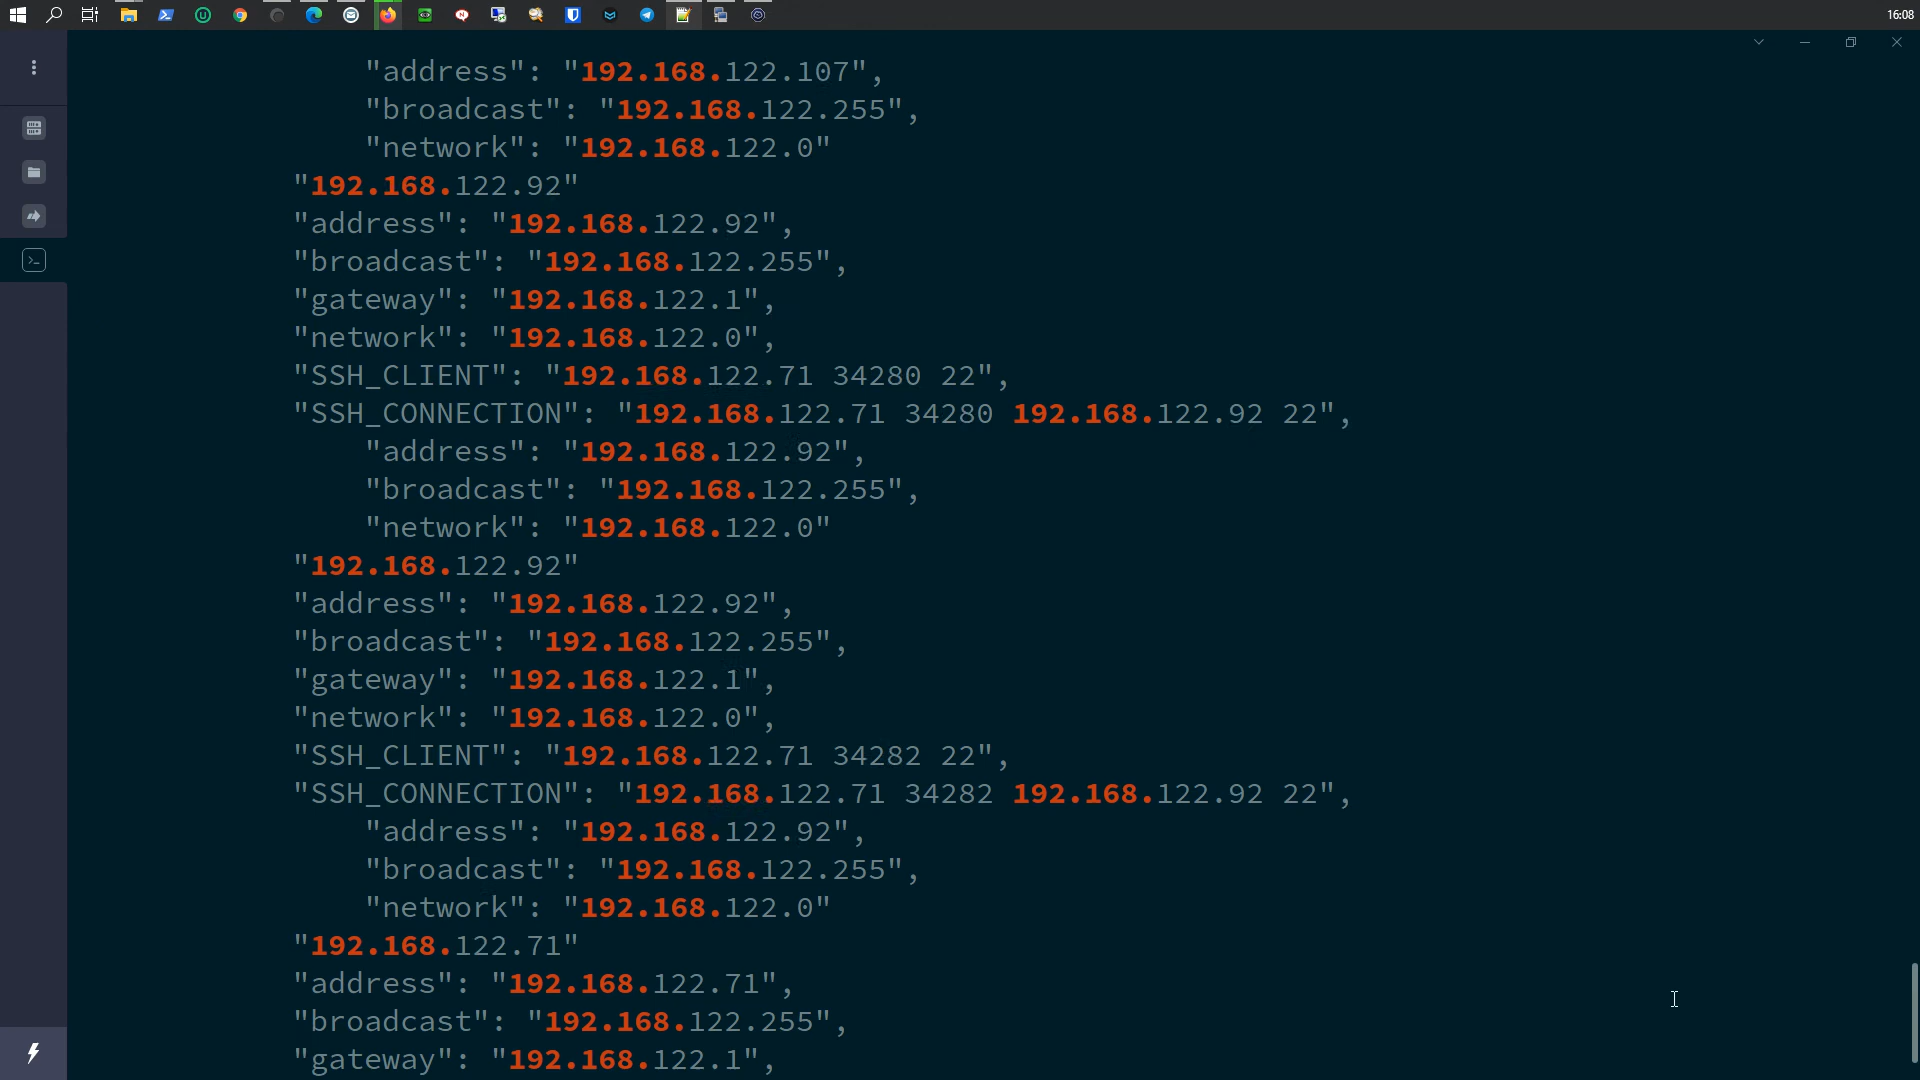 16:08
"address": "192.168.122.107",
"broadcast": "192.168.122.255",
"network": "192.168.122.0"
"192.168.122.92"
"address": "192.168.122.92",
"broadcast": "192.168.122.255",
"gateway": "192.168.122.1",
"network": "192.168.122.0",
"SSH_CLIENT": "192.168.122.71 34280 22",
"SSH_CONNECTION": "192.168.122.71 34280 192.168.122.92 22",
"address": "192.168.122.92",
"broadcast": "192.168.122.255",
"network": "192.168.122.0"
"192.168.122.92"
"address": "192.168.122.92",
"broadcast": "192.168.122.255",
"gateway": "192.168.122.1",
"network": "192.168.122.0",
"SSH_CLIENT": "192.168.122.71 34282 22",
"SSH_CONNECTION": "192.168.122.71 34282 192.168.122.92 22",
"address": "192.168.122.92",
"broadcast": "192.168.122.255",
"network": "192.168.122.0"
"192.168.122.71"
"address": "192.168.122.71",
"broadcast": "192.168.122.255",
"gateway": "192.168.122.1",